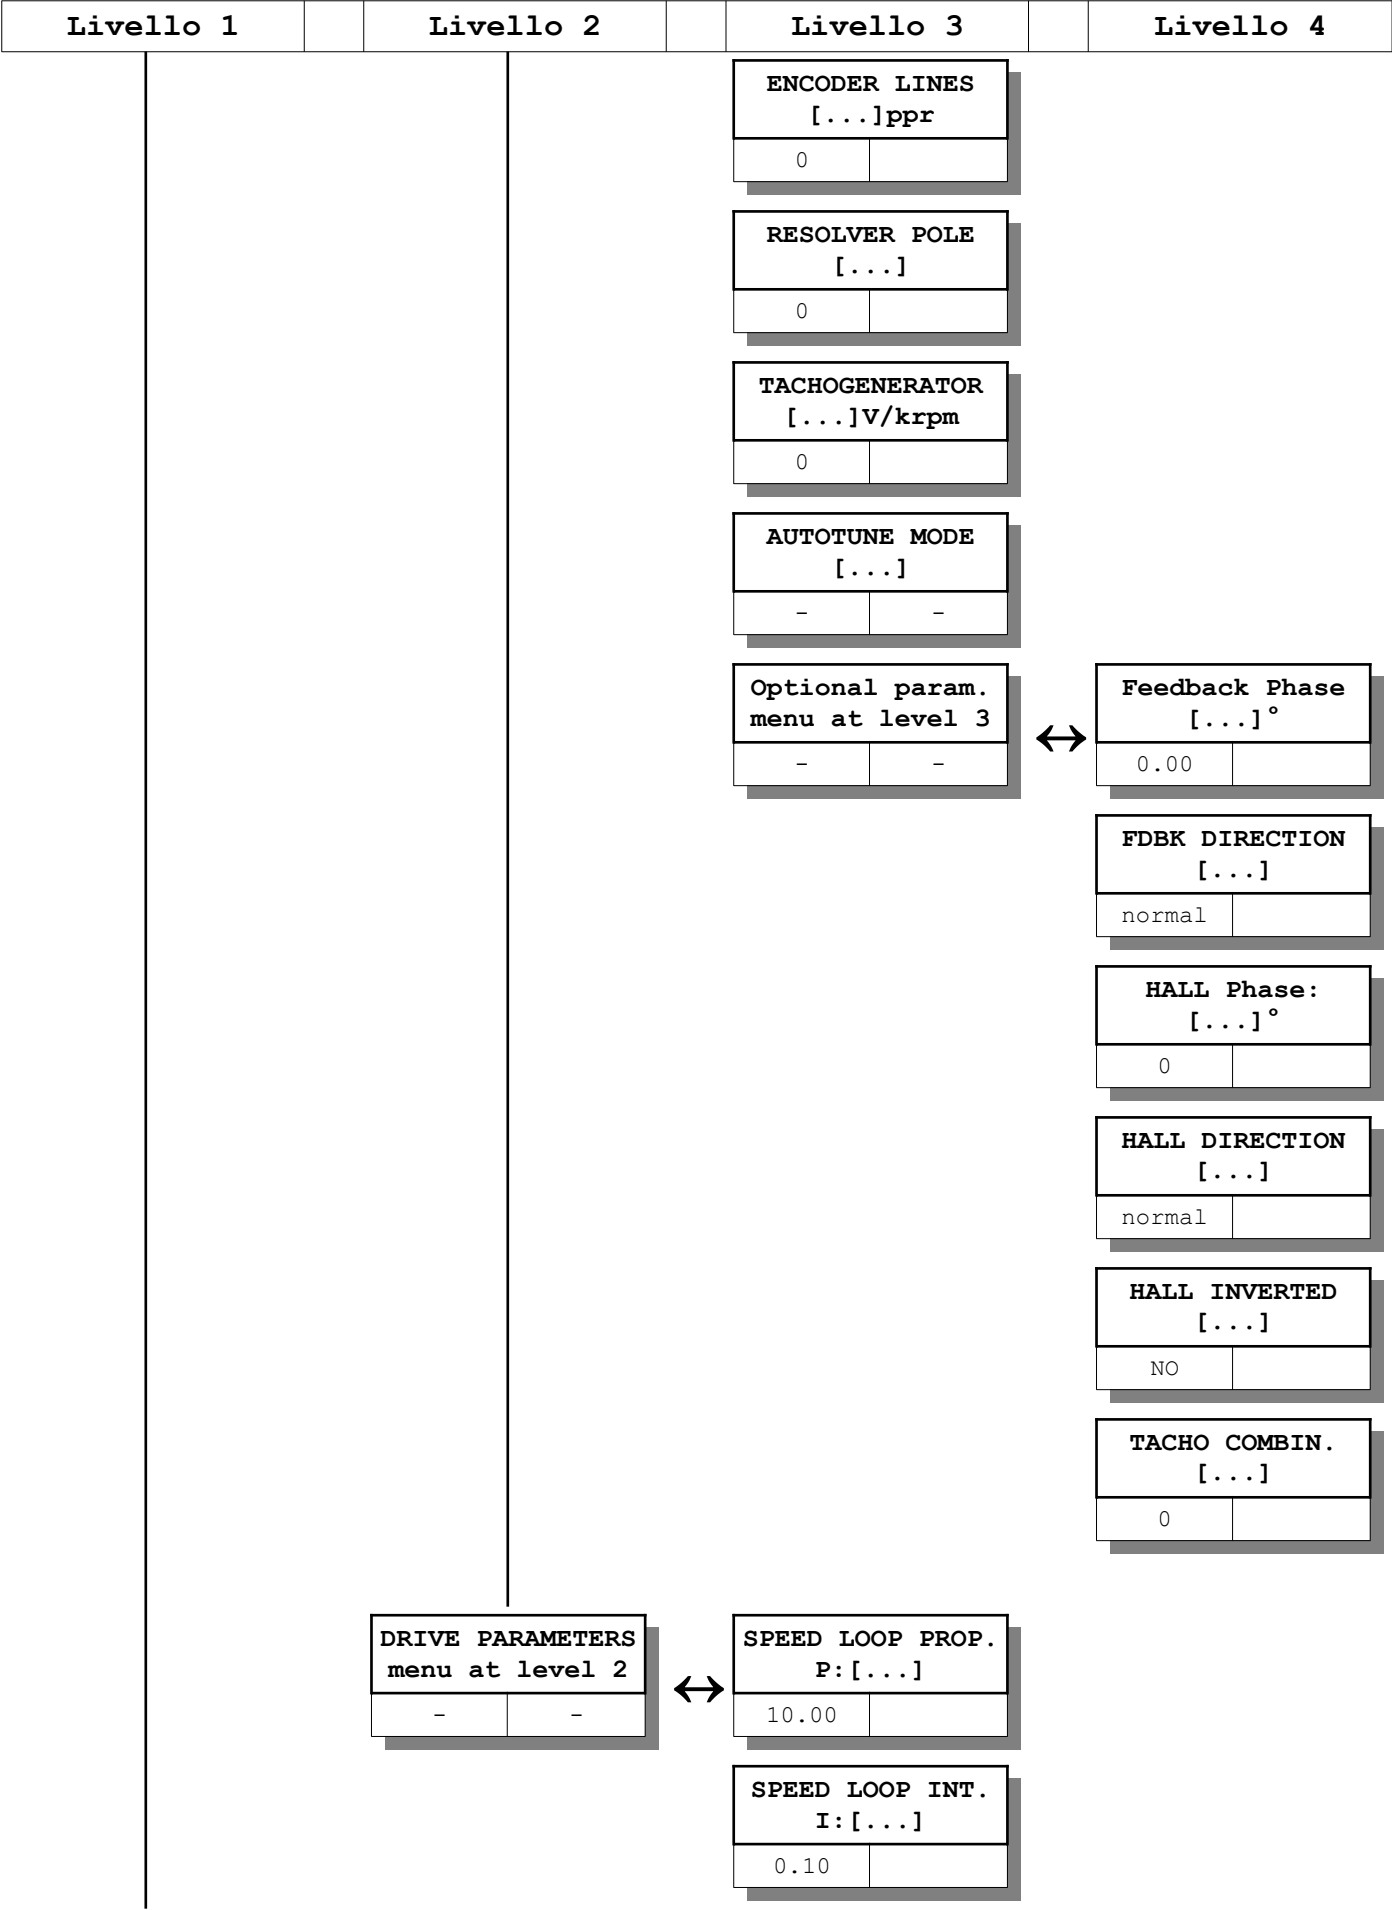 Livello 1
Livello 2
Livello 3
Livello 4
ENCODER LINES
[...]ppr
0
RESOLVER POLE
[...]
0
TACHOGENERATOR
[...]V/krpm
0
AUTOTUNE MODE
[...]
- -
Optional param.
menu at level 3
- -
Feedback Phase
[...]°
0.00
FDBK DIRECTION
[...]
normal
HALL Phase:
[...]°
0
HALL DIRECTION
[...]
normal
HALL INVERTED
[...]
NO
TACHO COMBIN.
[...]
0
DRIVE PARAMETERS
menu at level 2
- -
SPEED LOOP PROP.
P:[...]
10.00
SPEED LOOP INT.
I:[...]
0.10